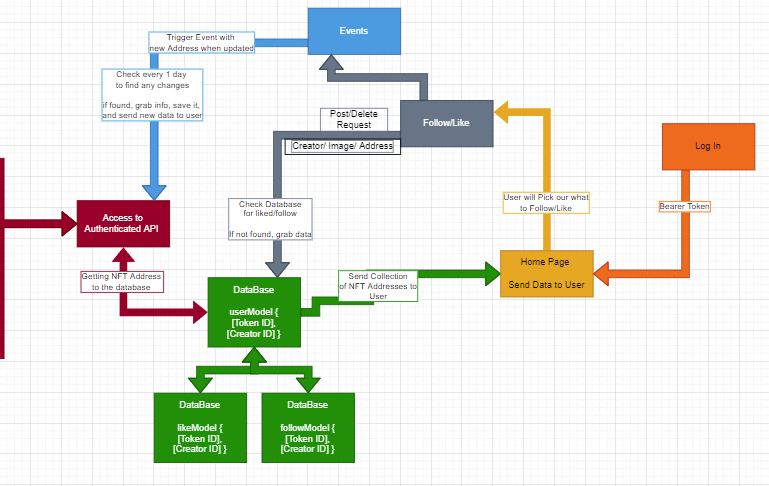 Events
Trigger Event with
new Address when updated
Check every 1 day
to find any changes
if found, grab info, save it,
and send new data to user
Post/Delete
Request
Creator/ Image/ Address
Follow/Like
Log In
Access to
Authenticated API
Check Database
for liked/follow
If not found, grab data
User will Pick our what
to Follow/Like
Bearer Token
Getting NFT Address
to the database
DataBase
userModel {
[Token ID],
[Creator ID] }
Send Collection
of NFT Addresses to
User
Home Page
Send Data to User
DataBase
likeModel {
[Token ID],
[Creator ID] }
DataBase
followModel {
[Token ID],
[Creator ID] }